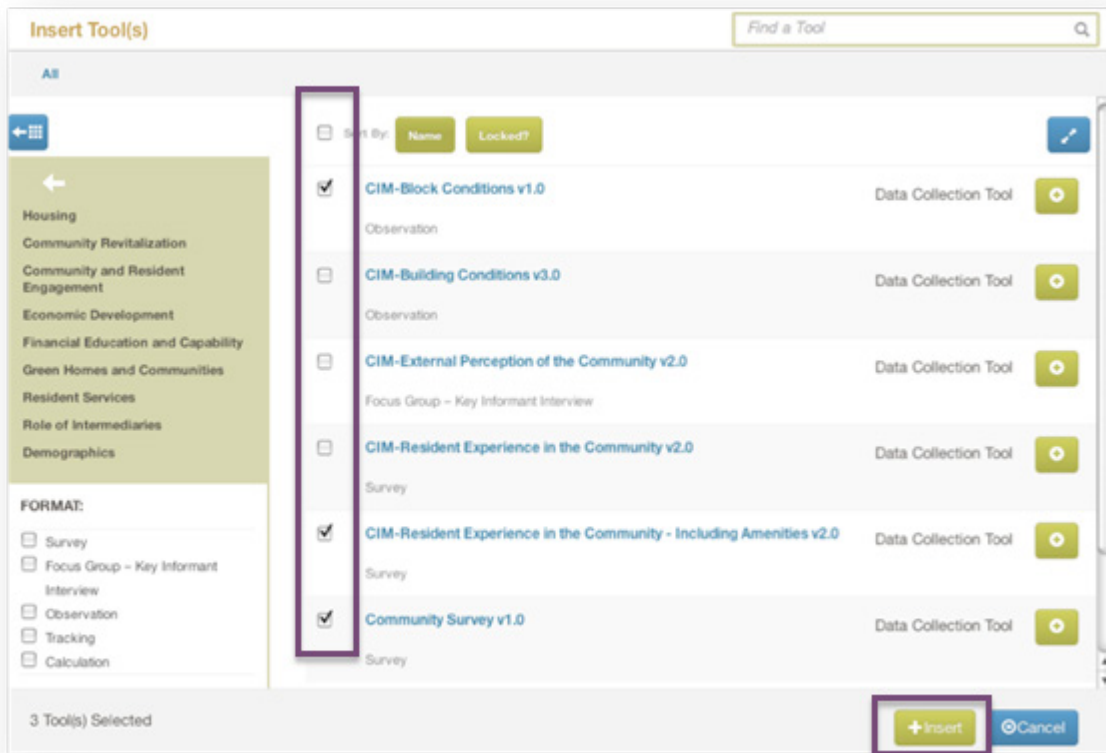 Insert Tool(s)
Find a Tool
All
Sort By: Name Locked?
Housing
Community Revitalization
Community and Resident
Engagement
Economic Development
Financial Education and Capability
Green Homes and Communities
Resident Services
Role of Intermediaries
Demographics
FORMAT:
Survey
Focus Group – Key Informant
Interview
Observation
Tracking
Calculation
CIM-Block Conditions v1.0 Data Collection Tool
Observation
CIM-Building Conditions v3.0 Data Collection Tool
Observation
CIM-External Perception of the Community v2.0 Data Collection Tool
Focus Group – Key Informant Interview
CIM-Resident Experience in the Community v2.0 Data Collection Tool
Survey
CIM-Resident Experience in the Community - Including Amenities v2.0 Data Collection Tool
Survey
Community Survey v1.0 Data Collection Tool
Survey
3 Tool(s) Selected
+Insert Cancel